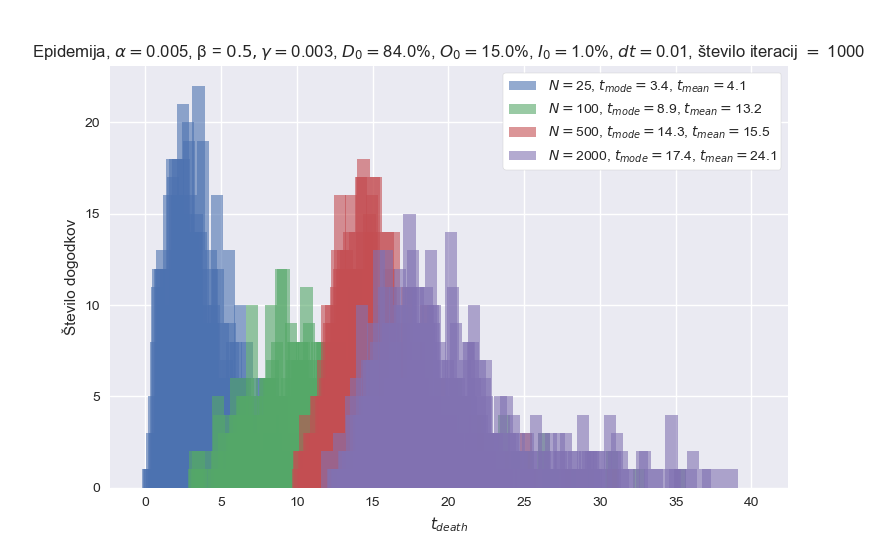 Epidemija, α = 0.005, β = 0.5, γ = 0.003, D₀ = 84.0%, O₀ = 15.0%, I₀ = 1.0%, dt = 0.01, število iteracij = 1000
N = 25, t_mode = 3.4, t_mean = 4.1
N = 100, t_mode = 8.9, t_mean = 13.2
N = 500, t_mode = 14.3, t_mean = 15.5
N = 2000, t_mode = 17.4, t_mean = 24.1
Število dogodkov
20
15
10
5
0
0 5 10 15 20 25 30 35 40
t_death